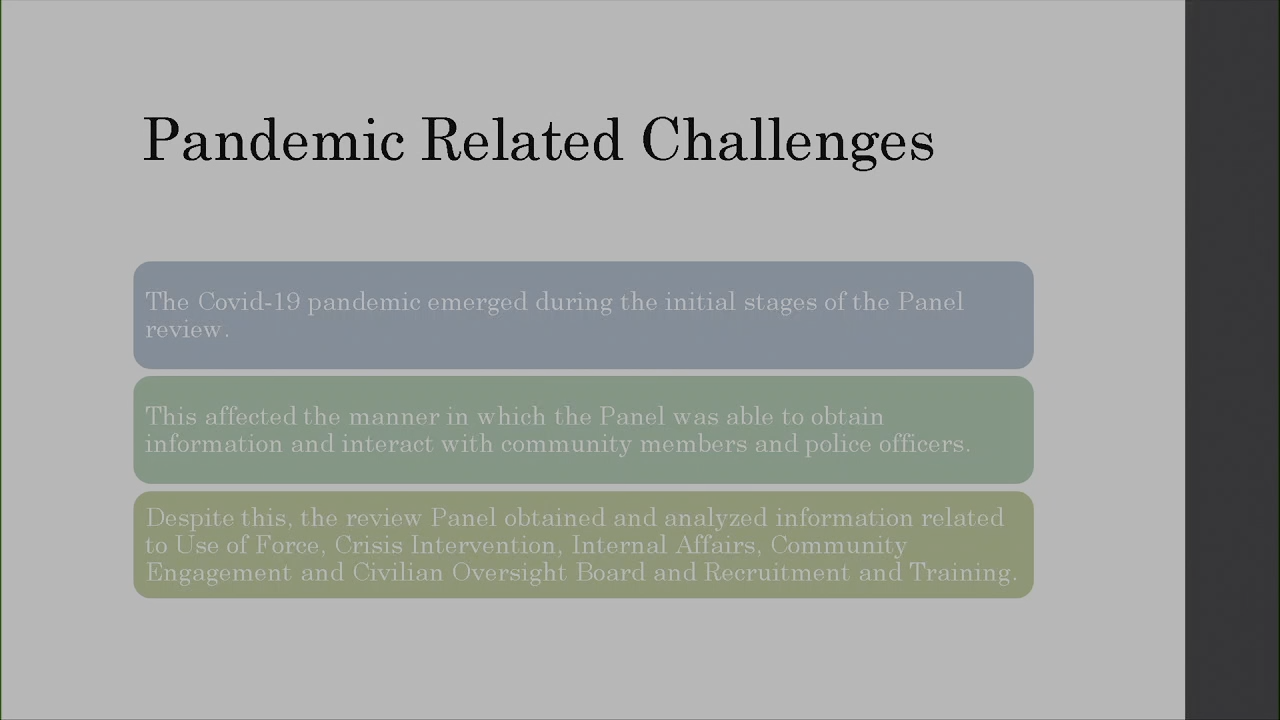 Pandemic Related Challenges
The Covid-19 pandemic emerged during the initial stages of the Panel
review.
This affected the manner in which the Panel was able to obtain
information and interact with community members and police officers.
Despite this, the review Panel obtained and analyzed information related
to Use of Force, Crisis Intervention, Internal Affairs, Community
Engagement and Civilian Oversight Board and Recruitment and Training.